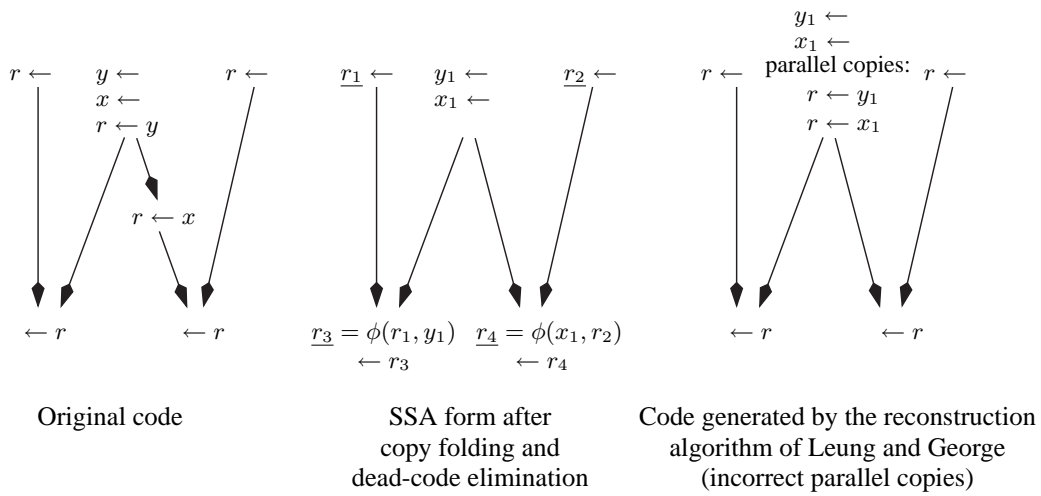 r ←
y ←
x ←
r ← y
r ←
r ← x
← r
← r
Original code
r₁ ←
y₁ ←
x₁ ←
r₂ ←
r₃ = ϕ(r₁, y₁)
← r₃
r₄ = ϕ(x₁, r₂)
← r₄
SSA form after
copy folding and
dead-code elimination
y₁ ←
x₁ ←
r ←
parallel copies:
r ← y₁
r ← x₁
r ←
← r
← r
Code generated by the reconstruction
algorithm of Leung and George
(incorrect parallel copies)